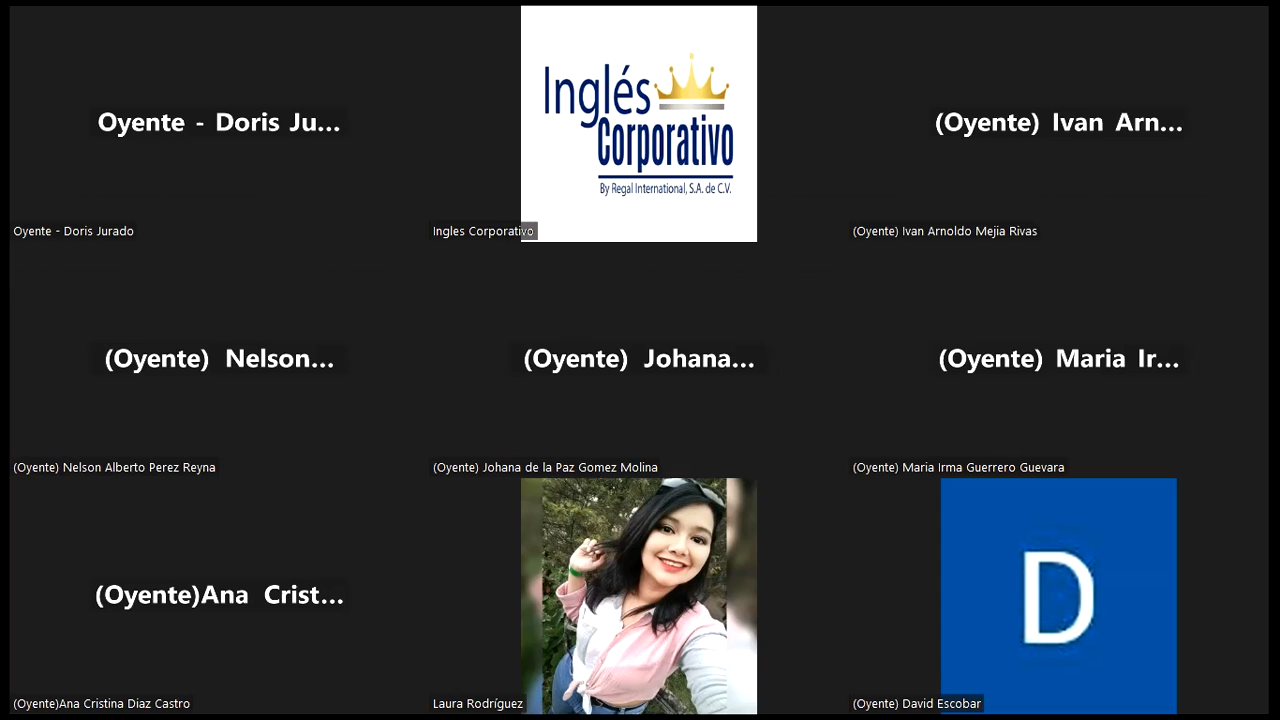 Oyente - Doris Ju...
Oyente - Doris Jurado
Inglés
Corporativo
By Regal International, S.A. de C.V.
Ingles Corporativo
(Oyente) Ivan Arn...
(Oyente) Ivan Arnoldo Mejia Rivas
(Oyente) Nelson...
(Oyente) Nelson Alberto Perez Reyna
(Oyente) Johana...
(Oyente) Johana de la Paz Gomez Molina
(Oyente) Maria Ir...
(Oyente) Maria Irma Guerrero Guevara
(Oyente)Ana Crist...
(Oyente)Ana Cristina Diaz Castro
Laura Rodríguez
D
(Oyente) David Escobar